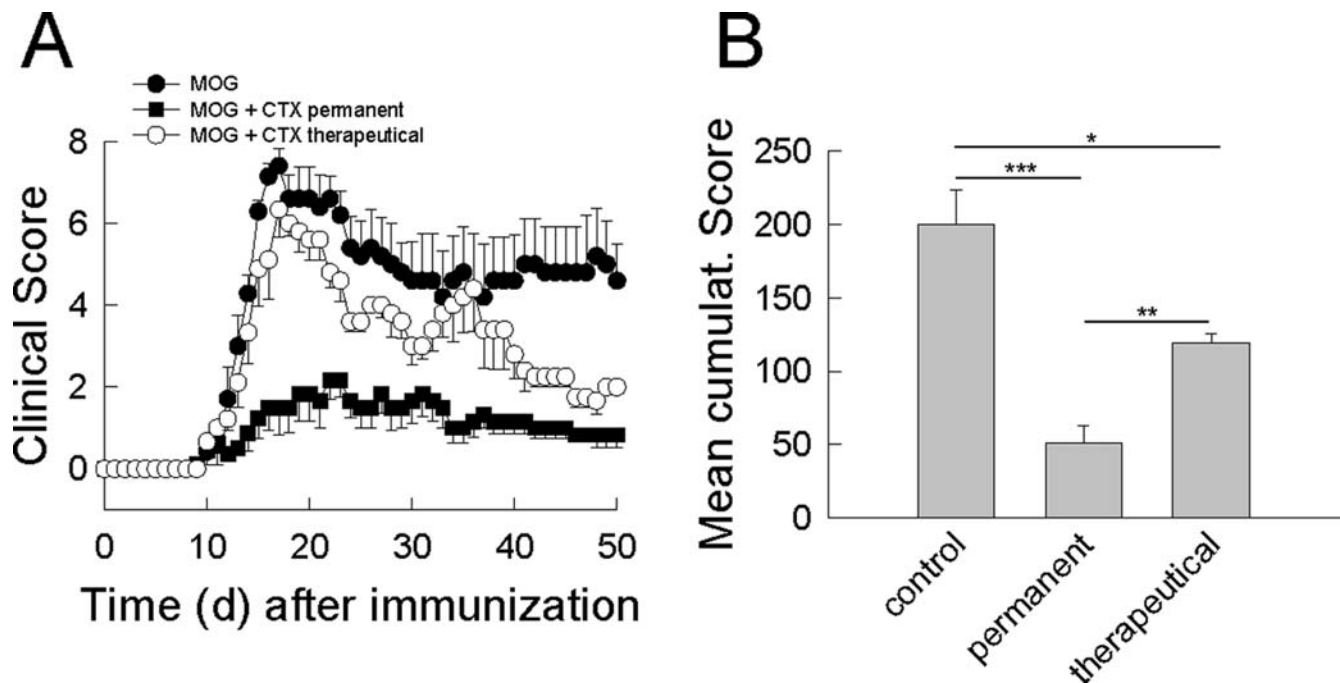 A
MOG
MOG + CTX permanent
MOG + CTX therapeutical
8
6
4
2
0
Clinical Score
0 10 20 30 40 50
Time (d) after immunization
B
Mean cumulat. Score
250
200
150
100
50
0
*
***
**
control
permanent
therapeutical